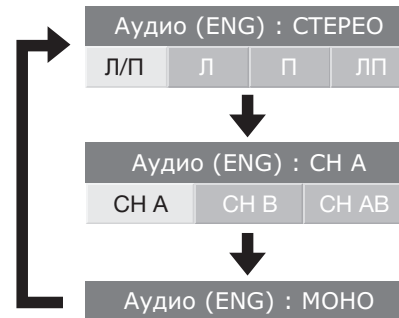 Аудио (ENG) : СТЕРЕО
Л/П Л П ЛП
Аудио (ENG) : CH A
CH A CH B CH AB
Аудио (ENG) : МОНО